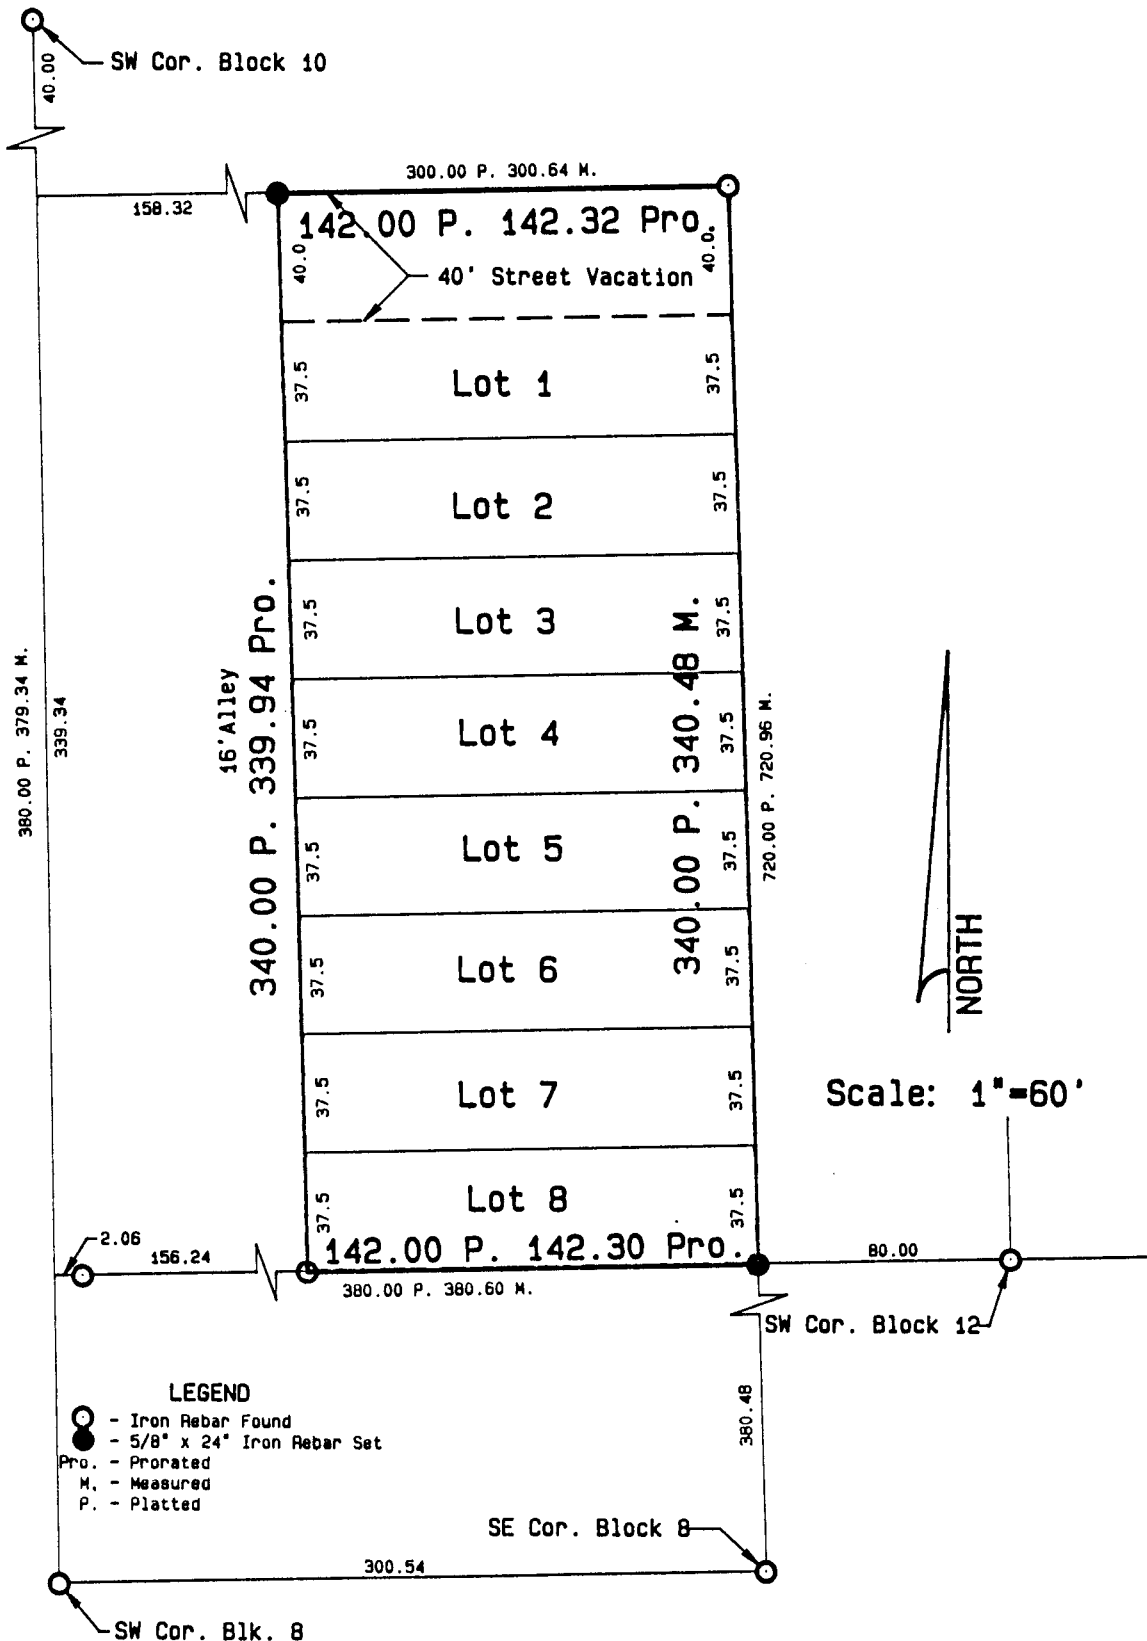 SW Cor. Block 10
40.00
300.00 P. 300.64 M.
158.32
142.00 P. 142.32 Pro.
40.0
40.0.
40' Street Vacation
37.5
Lot 1
37.5
37.5
Lot 2
37.5
37.5
Lot 3
37.5
37.5
Lot 4
37.5
37.5
Lot 5
37.5
37.5
Lot 6
37.5
37.5
Lot 7
37.5
37.5
Lot 8
37.5
380.00 P. 379.34 M.
339.34
16'Alley
340.00 P. 339.94 Pro.
340.00 P. 340.48 M.
720.00 P. 720.96 M.
NORTH
Scale: 1"=60'
2.06
156.24
142.00 P. 142.30 Pro.
80.00
380.00 P. 380.60 M.
SW Cor. Block 12
380.48
LEGEND
- Iron Rebar Found
- 5/8" x 24" Iron Rebar Set
Pro. - Prorated
M. - Measured
P. - Platted
SE Cor. Block 8
300.54
SW Cor. Blk. 8